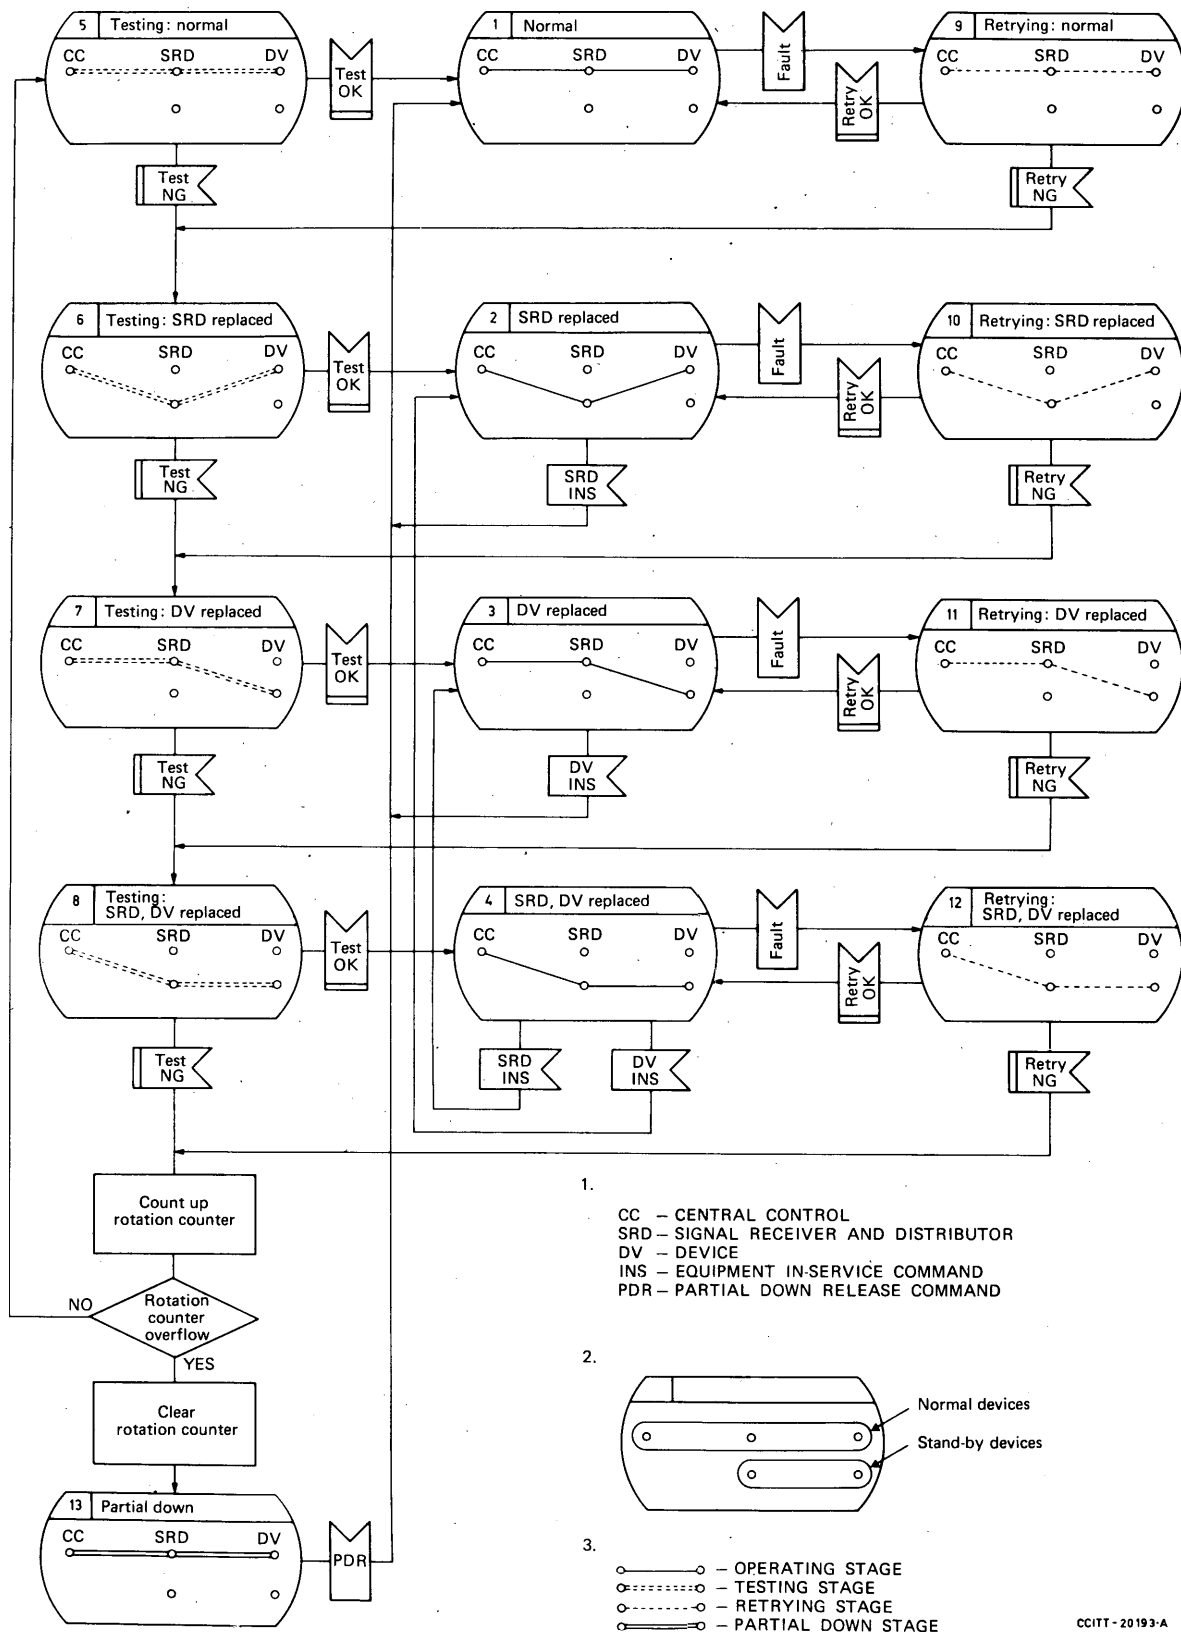 5 Testing: normal
CC SRD DV
Test
OK
1 Normal
Fault
Retry
OK
9 Retrying: normal
Test
NG
Retry
NG
6 Testing: SRD replaced
CC SRD DV
Test
OK
2 SRD replaced
CC SRD DV
Fault
Retry
OK
10 Retrying: SRD replaced
CC SRD DV
Test
NG
SRD
INS
Retry
NG
7 Testing: DV replaced
CC SRD DV
Test
OK
3 DV replaced
CC SRD DV
Fault
Retry
OK
11 Retrying: DV replaced
CC SRD DV
Test
NG
DV
INS
Retry
NG
8 Testing:
SRD, DV replaced
CC SRD DV
Test
OK
4 SRD, DV replaced
CC SRD DV
Fault
Retry
OK
12 Retrying:
SRD, DV replaced
CC SRD DV
Test
NG
SRD
INS
DV
INS
Retry
NG
Count up
rotation counter
NO
Rotation
counter
overflow
YES
Clear
rotation counter
13 Partial down
CC SRD DV
PDR
1.
CC – CENTRAL CONTROL
SRD – SIGNAL RECEIVER AND DISTRIBUTOR
DV – DEVICE
INS – EQUIPMENT IN-SERVICE COMMAND
PDR – PARTIAL DOWN RELEASE COMMAND
2.
Normal devices
Stand-by devices
3.
– OPERATING STAGE
– TESTING STAGE
– RETRYING STAGE
– PARTIAL DOWN STAGE
CCITT - 20193-A